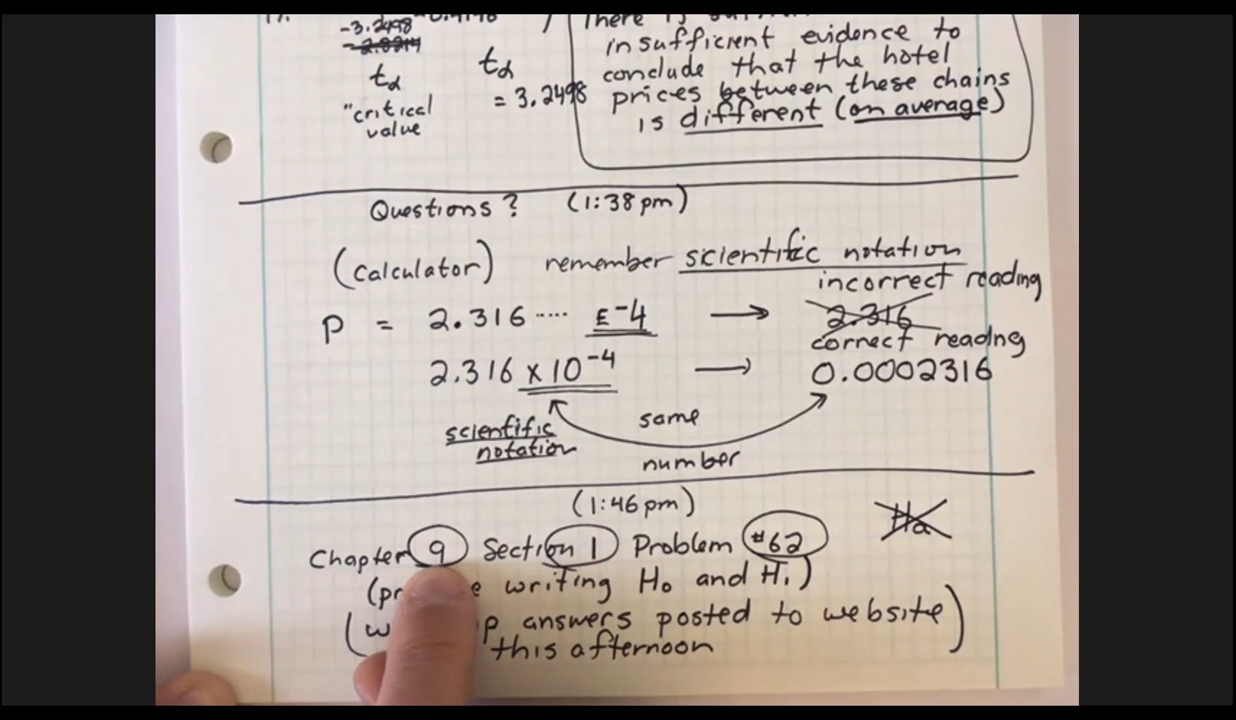 -3.2498
-2.8214
tα
"critical
value
tα
= 3.2498
There is
insufficient evidence to
conclude that the hotel
prices between these chains
is different (on average)
Questions? (1:38 pm)
(calculator) remember scientific notation
incorrect reading
P = 2.316 ..... E-4 → 2.316
correct reading
2.316 x 10⁻⁴ → 0.0002316
scientific
notation
same
number
(1:46 pm)
Ha
Chapter 9 Section 1 Problem #62
writing H₀ and H₁)
answers posted to website)
this afternoon